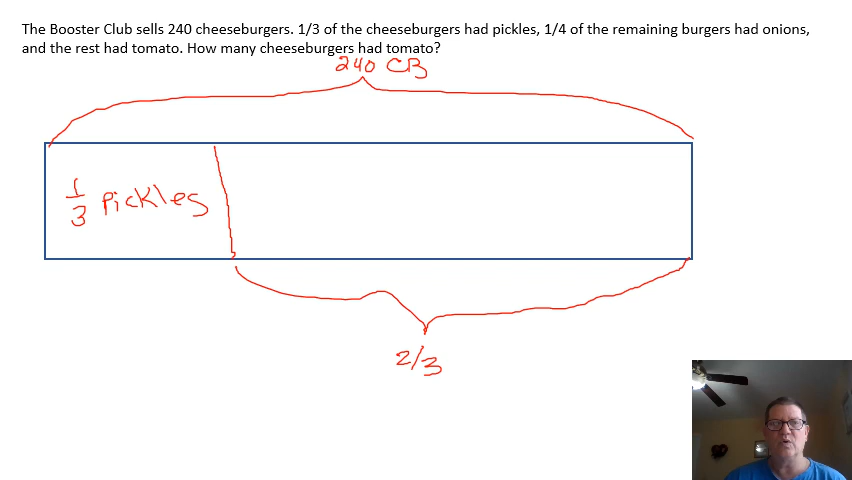 The Booster Club sells 240 cheeseburgers. 1/3 of the cheeseburgers had pickles, 1/4 of the remaining burgers had onions,
and the rest had tomato. How many cheeseburgers had tomato?
240 CB
1/3 Pickles
2/3